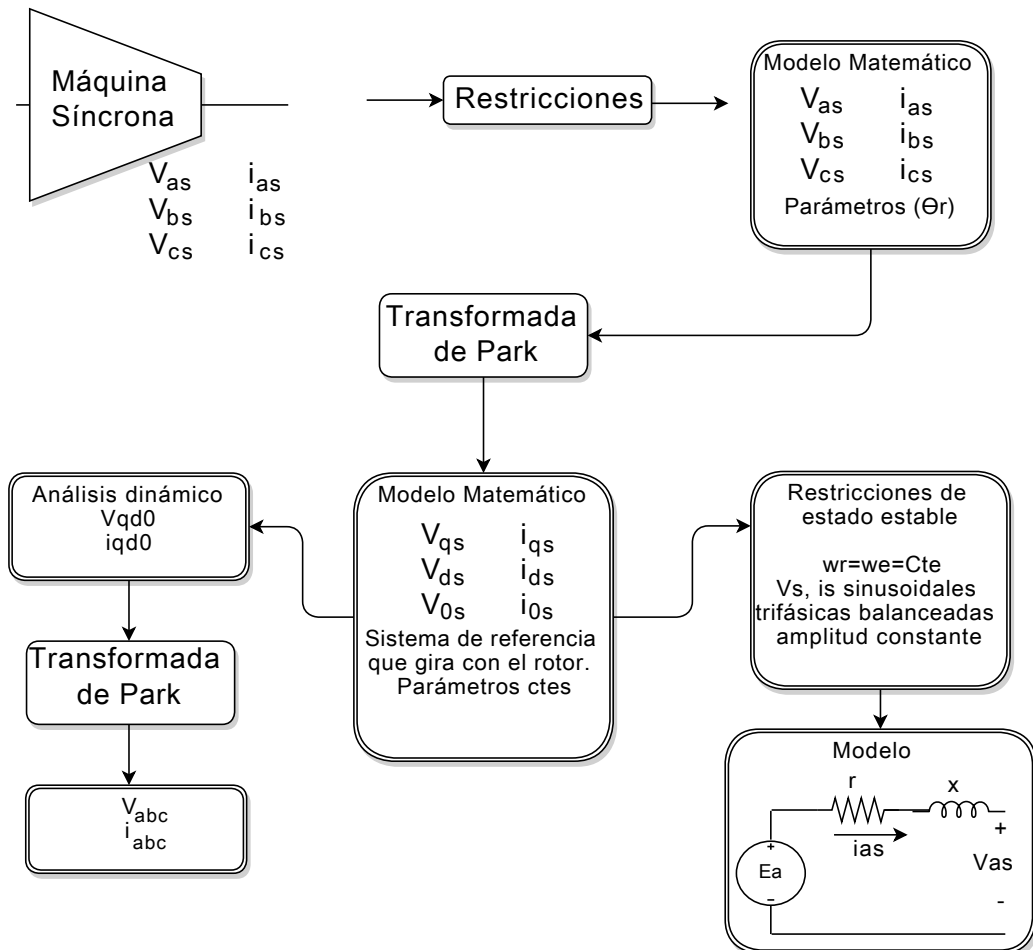 Máquina
Síncrona
Vas ias
Vbs ibs
Vcs ics
Restricciones
Modelo Matemático
Vas ias
Vbs ibs
Vcs ics
Parámetros (Ɵr)
Transformada
de Park
Análisis dinámico
Vqd0
iqd0
Transformada
de Park
Vabc
iabc
Modelo Matemático
Vqs iqs
Vds ids
V0s i0s
Sistema de referencia
que gira con el rotor.
Parámetros ctes
Restricciones de
estado estable
wr=we=Cte
Vs, is sinusoidales
trifásicas balanceadas
amplitud constante
Modelo
r x
ias
+
Ea
-
+
Vas
-